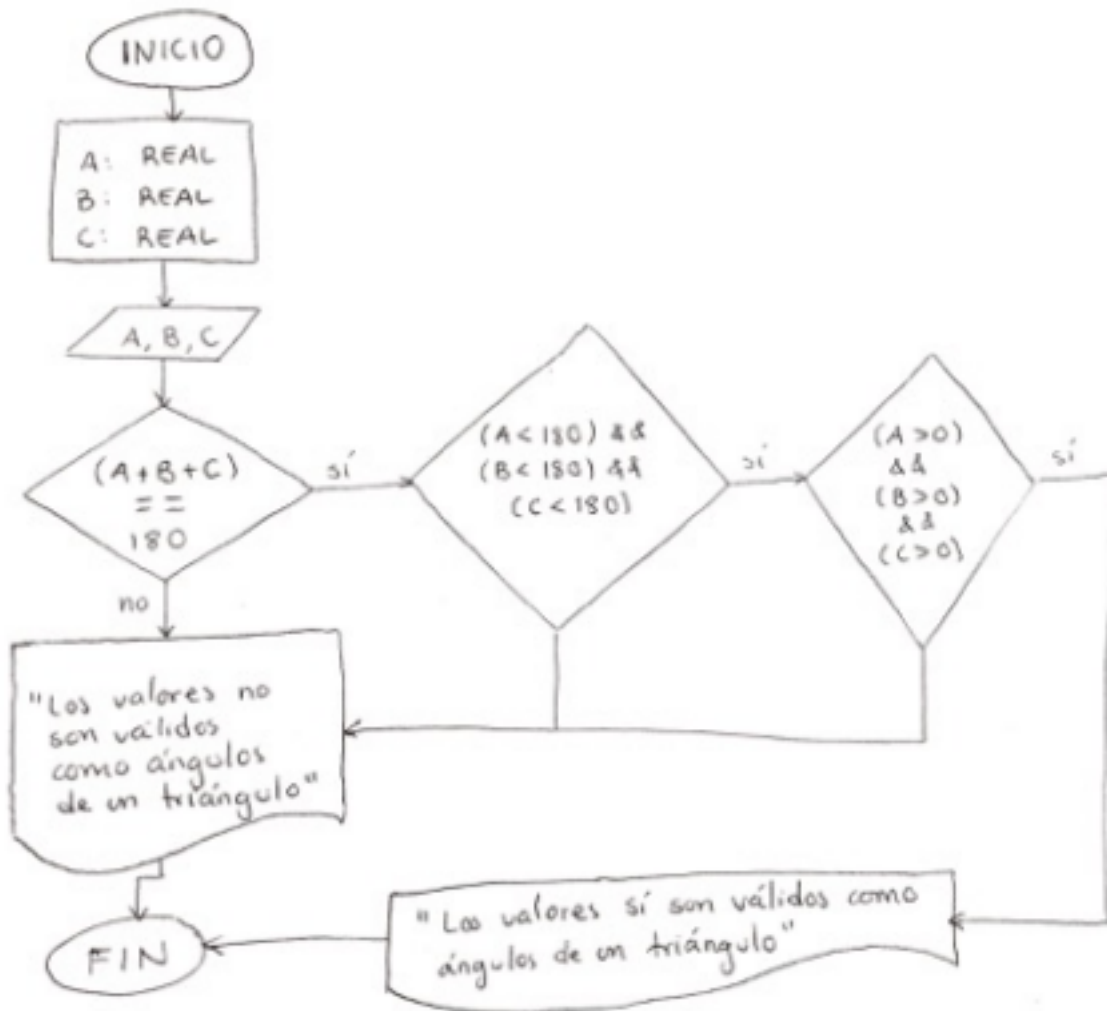 INICIO
A: REAL
B: REAL
C: REAL
A, B, C
(A+B+C)
==
180
sí
(A<180) &&
(B<180) &&
(C<180)
sí
(A>0)
&&
(B>0)
&&
(C>0)
sí
no
"Los valores no
son válidos
como ángulos
de un triángulo"
"Los valores sí son válidos como
ángulos de un triángulo"
FIN